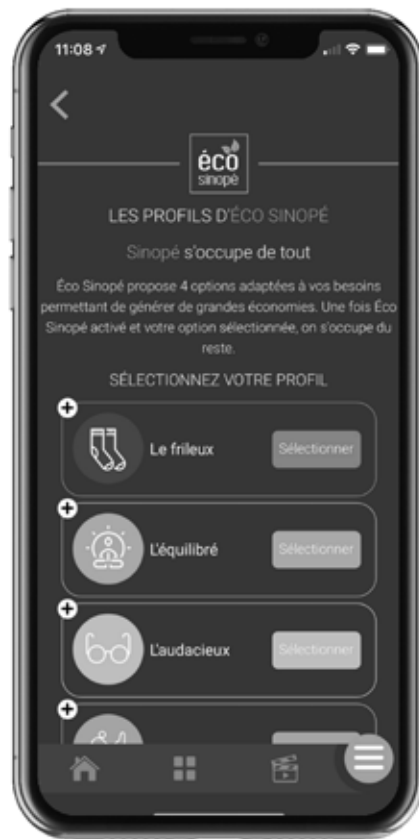 11:08
éco
sinopé
LES PROFILS D'ÉCO SINOPÉ
Sinopé s'occupe de tout
Éco Sinopé propose 4 options adaptées à vos besoins
permettant de générer de grandes économies. Une fois Éco
Sinopé activé et votre option sélectionnée, on s'occupe du
reste.
SÉLECTIONNEZ VOTRE PROFIL
Le frileux
Sélectionner
L'équilibré
Sélectionner
L'audacieux
Sélectionner